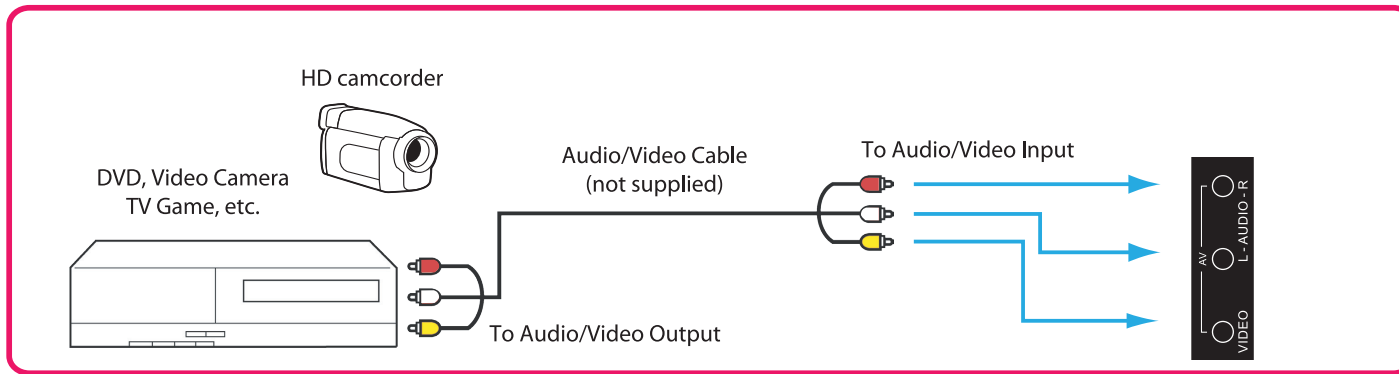 HD camcorder
DVD, Video Camera
TV Game, etc.
Audio/Video Cable
(not supplied)
To Audio/Video Input
To Audio/Video Output
AV
L - AUDIO - R
VIDEO